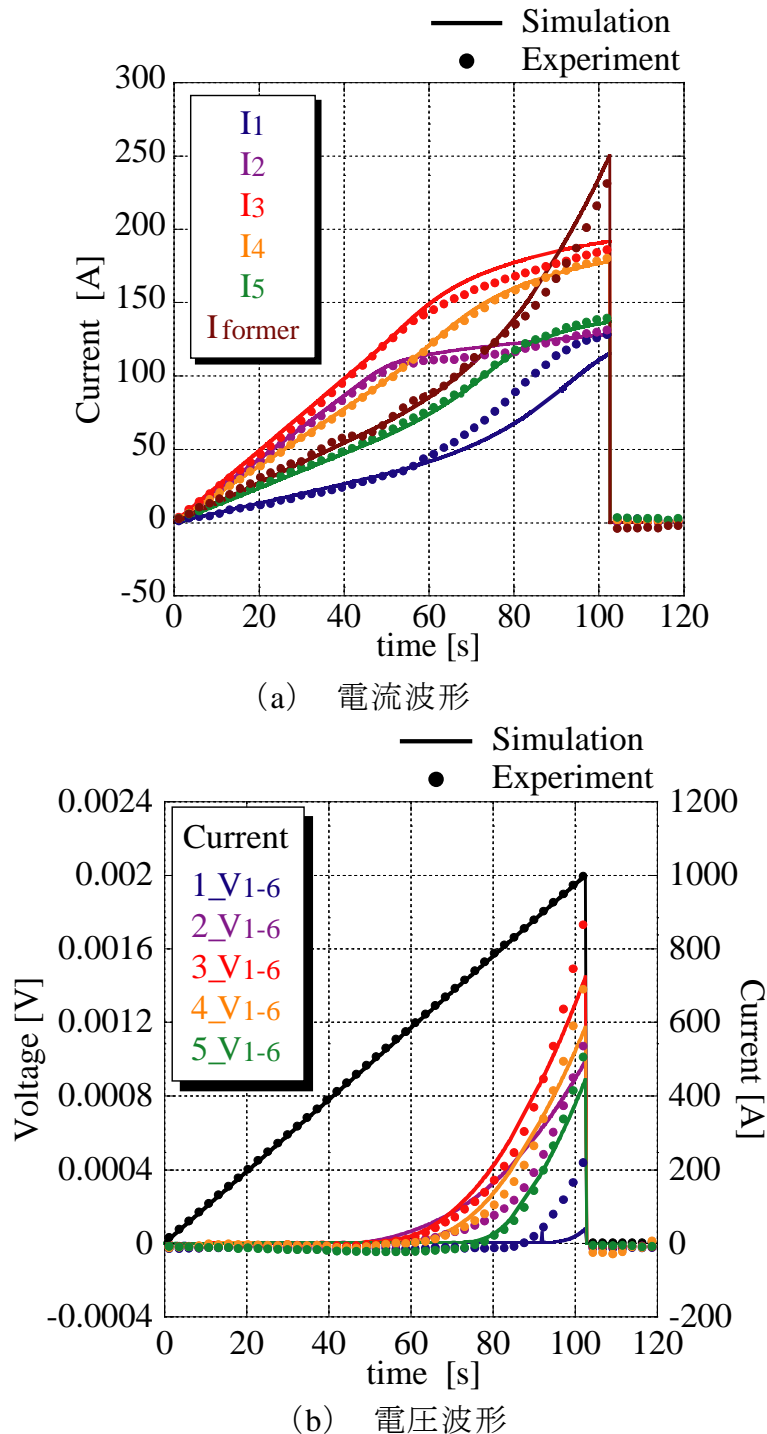 Simulation
Experiment
300
250
200
150
100
50
0
-50
Current [A]
I1
I2
I3
I4
I5
I former
0 20 40 60 80 100 120
time [s]
(a) 電流波形
Simulation
Experiment
0.0024
0.002
0.0016
0.0012
0.0008
0.0004
0
-0.0004
Voltage [V]
Current
1_V1-6
2_V1-6
3_V1-6
4_V1-6
5_V1-6
1200
1000
800
600
400
200
0
-200
Current [A]
0 20 40 60 80 100 120
time [s]
(b) 電圧波形